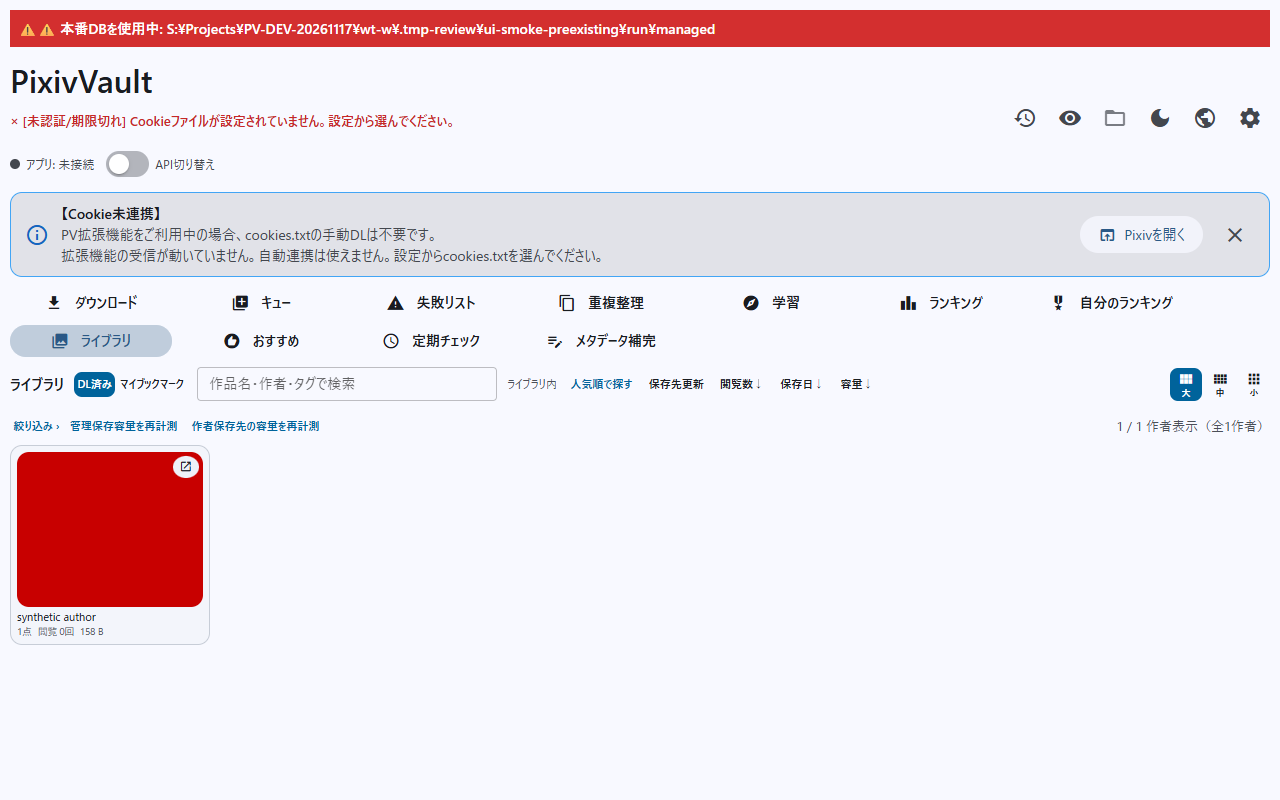 本番DBを使用中: S:¥Projects¥PV-DEV-20261117¥wt-w¥.tmp-review¥ui-smoke-preexisting¥run¥managed
PixivVault
× [未認証/期限切れ] Cookieファイルが設定されていません。設定から選んでください。
● アプリ: 未接続 API切り替え
【Cookie未連携】
PV拡張機能をご利用中の場合、cookies.txtの手動DLは不要です。
拡張機能の受信が動いていません。自動連携は使えません。設定からcookies.txtを選んでください。
Pixivを開く
ダウンロード キュー 失敗リスト 重複整理 学習 ランキング 自分のランキング
ライブラリ おすすめ 定期チェック メタデータ補完
ライブラリ DL済み マイブックマーク 作品名・作者・タグで検索 ライブラリ内 人気順で探す 保存先更新 閲覧数↓ 保存日↓ 容量↓ 大 中 小
絞り込み › 管理保存容量を再計測 作者保存先の容量を再計測 1 / 1 作者表示（全1作者）
synthetic author
1点 閲覧 0回 158 B